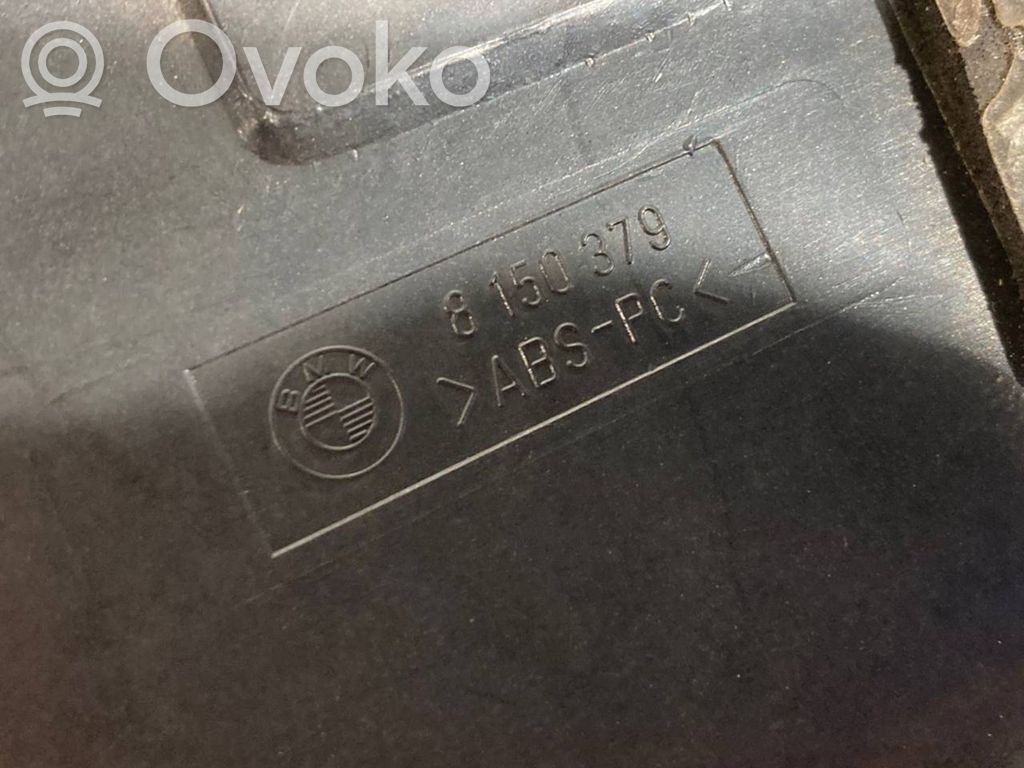 Ovoko
8 150 379
>ABS-PC<
BMW